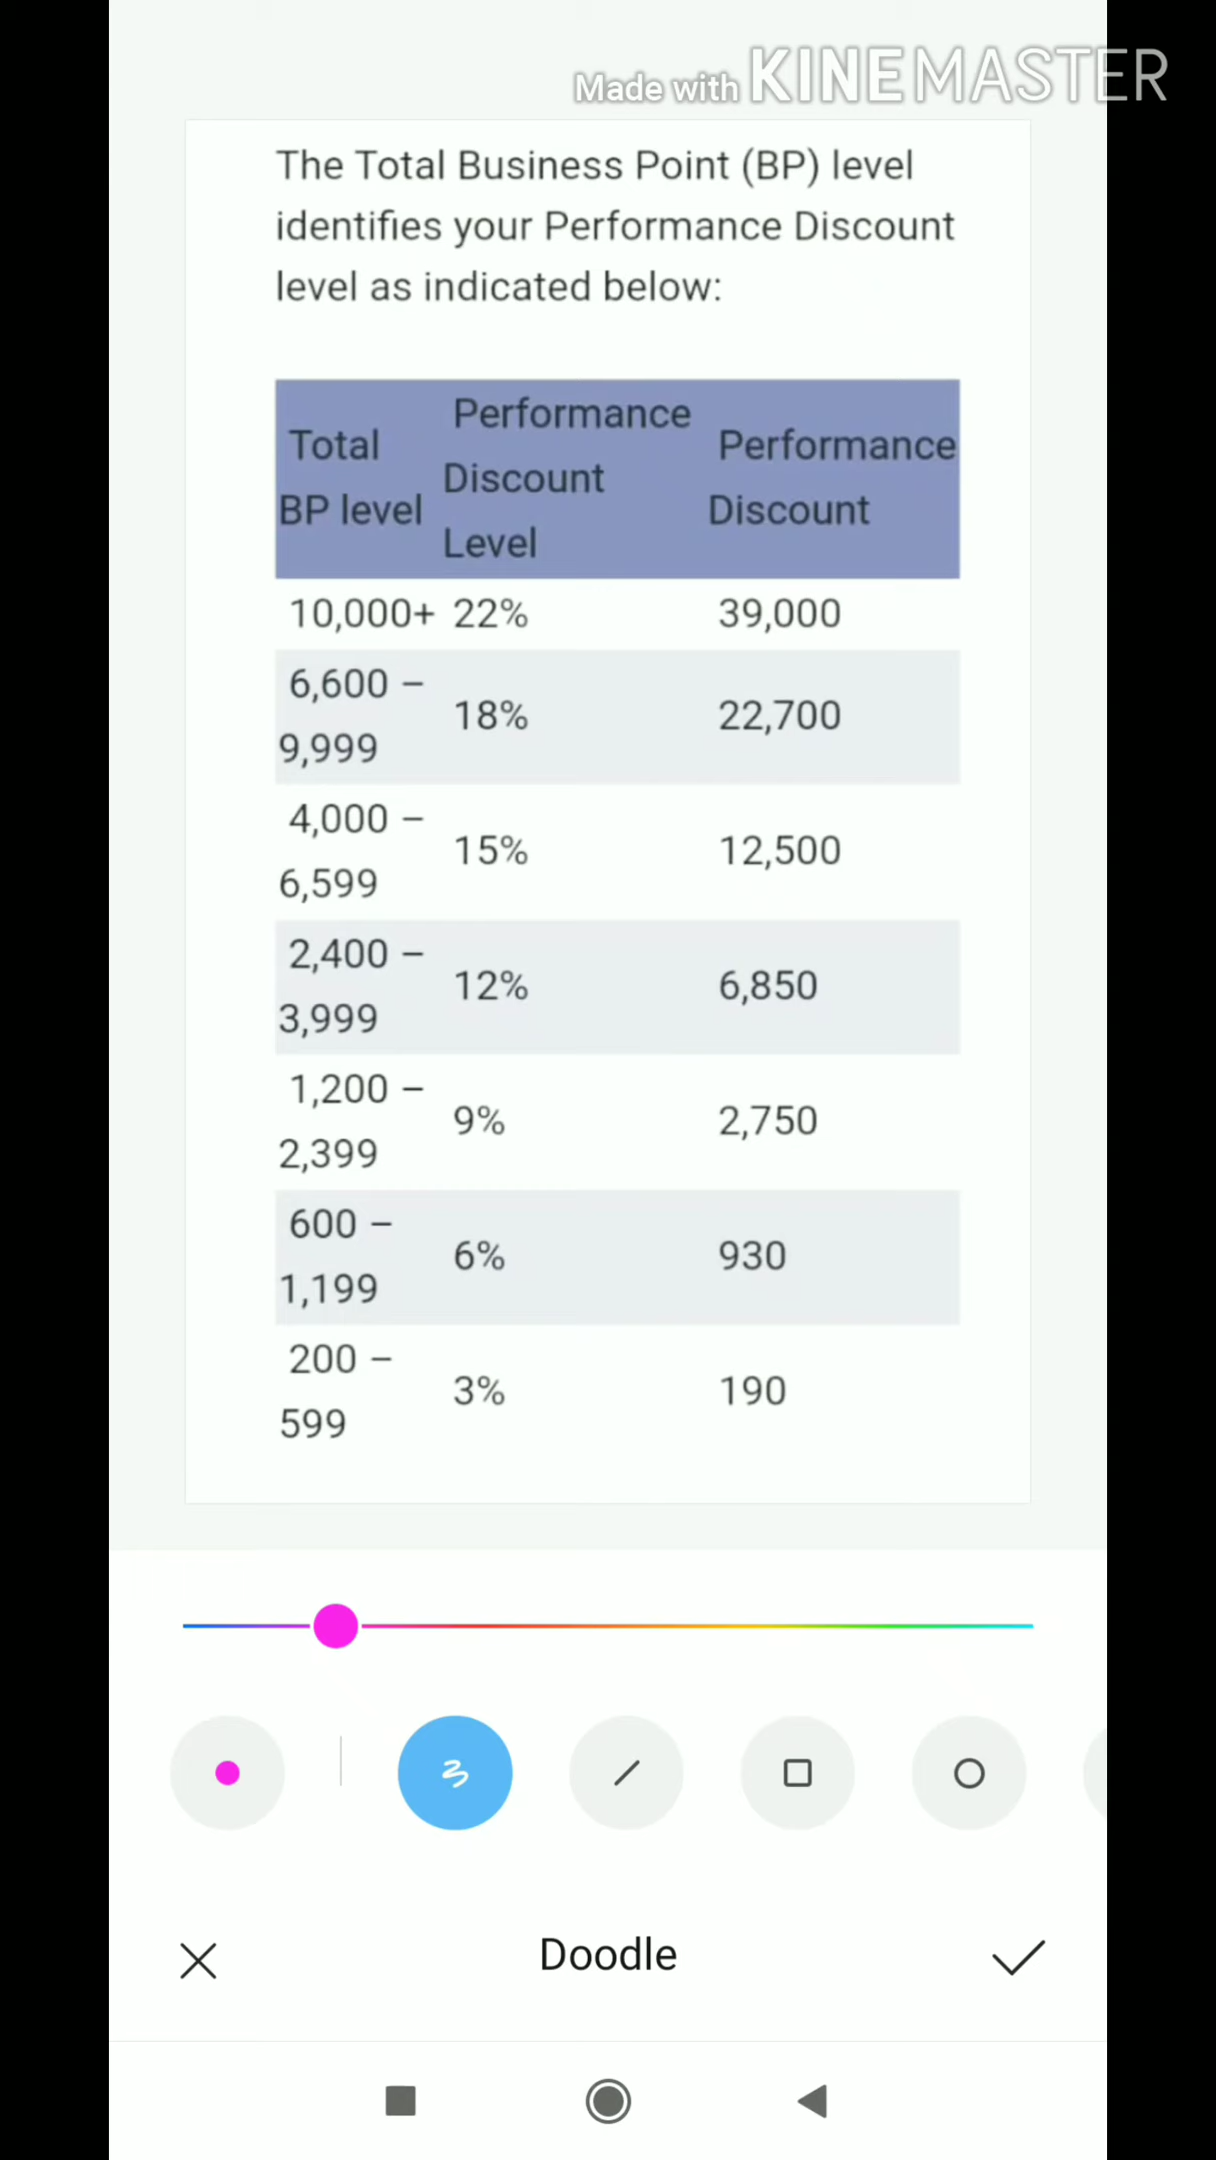 Made with KINEMASTER
The Total Business Point (BP) level
identifies your Performance Discount
level as indicated below:
Total BP level Performance Discount Level Performance Discount
10,000+ 22% 39,000
6,600 – 9,999 18% 22,700
4,000 – 6,599 15% 12,500
2,400 – 3,999 12% 6,850
1,200 – 2,399 9% 2,750
600 – 1,199 6% 930
200 – 599 3% 190
Doodle